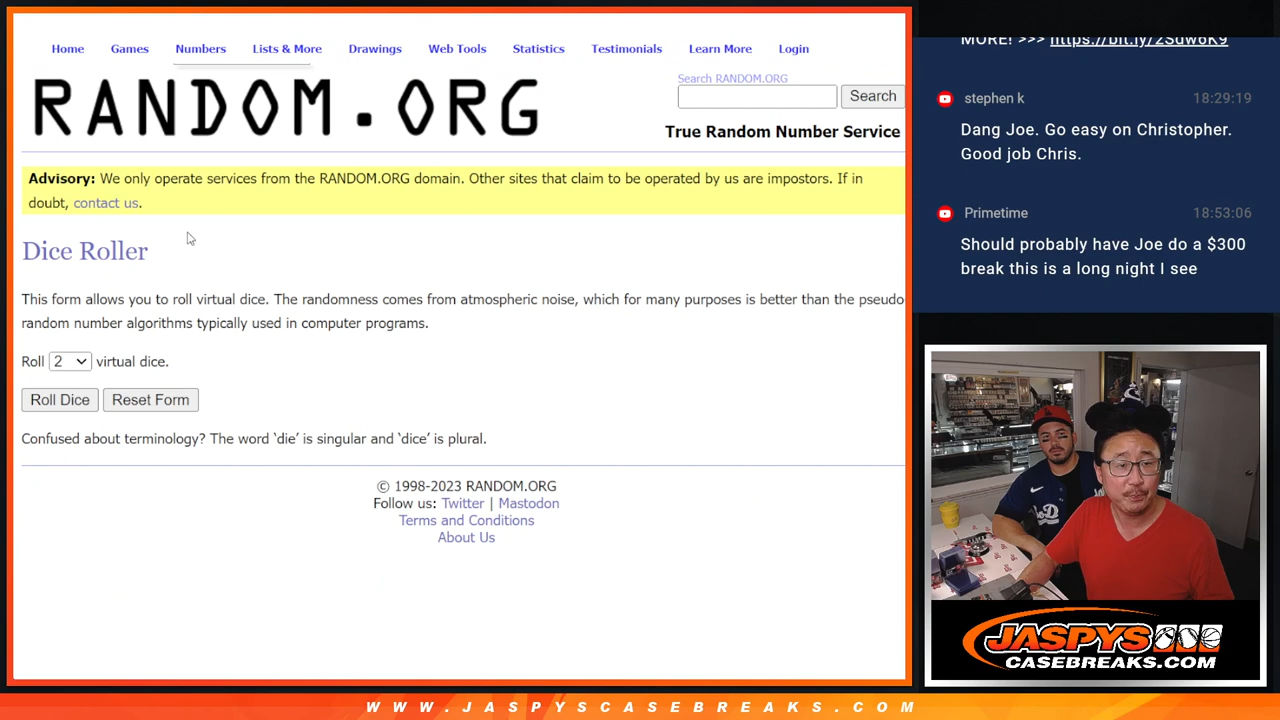 Home Games Numbers Lists & More Drawings Web Tools Statistics Testimonials Learn More Login
RANDOM.ORG
Search RANDOM.ORG
Search
True Random Number Service
Advisory: We only operate services from the RANDOM.ORG domain. Other sites that claim to be operated by us are impostors. If in
doubt, contact us.
Dice Roller
This form allows you to roll virtual dice. The randomness comes from atmospheric noise, which for many purposes is better than the pseudo-
random number algorithms typically used in computer programs.
Roll 2 virtual dice.
Roll Dice Reset Form
Confused about terminology? The word ‘die’ is singular and ‘dice’ is plural.
© 1998-2023 RANDOM.ORG
Follow us: Twitter | Mastodon
Terms and Conditions
About Us
MORE! >>> https://bit.ly/2Sdw6K9
stephen k 18:29:19
Dang Joe. Go easy on Christopher.
Good job Chris.
Primetime 18:53:06
Should probably have Joe do a $300
break this is a long night I see
JASPYS
CASEBREAKS.COM
WWW.JASPYSCASEBREAKS.COM